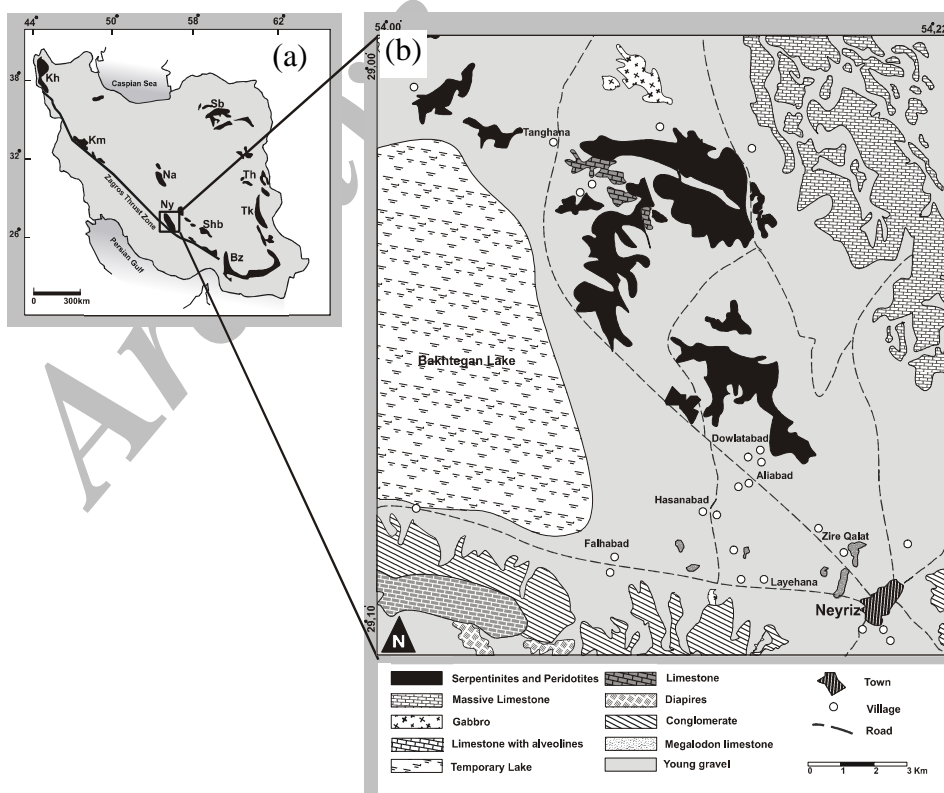 44°
50°
58°
62°
(a)
38°
32°
26°
Caspian Sea
Kh
Sb
Km
Na
Th
Ny
Tk
Shb
Bz
Zagros Thrust Zone
Persian Gulf
0 300km
54,00
54,22
(b)
29,00
29,10
Tanghana
Bakhtegan Lake
Dowlatabad
Aliabad
Hasanabad
Zire Qalat
Falhabad
Layehana
Neyriz
N
Serpentinites and Peridotites
Massive Limestone
Gabbro
Limestone with alveolines
Temporary Lake
Limestone
Diapires
Conglomerate
Megalodon limestone
Young gravel
Town
Village
Road
0 1 2 3 Km